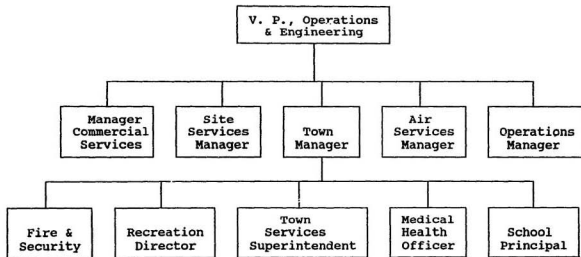 V. P., Operations
& Engineering
Manager
Commercial
Services
Site
Services
Manager
Town
Manager
Air
Services
Manager
Operations
Manager
Fire &
Security
Recreation
Director
Town
Services
Superintendent
Medical
Health
Officer
School
Principal